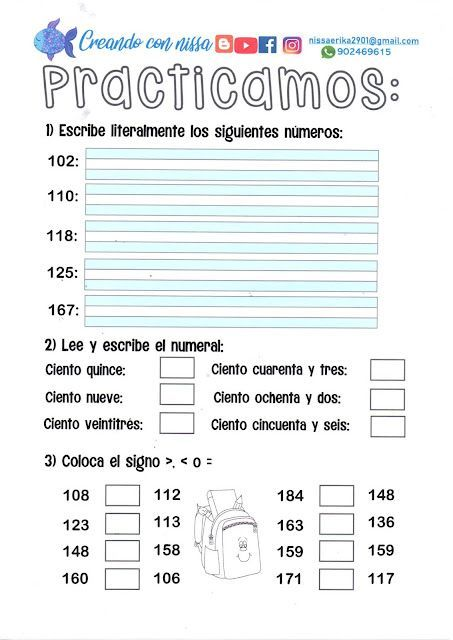 Creando con nissa
nissaerika2901@gmail.com
902469615
Practicamos:
1) Escribe literalmente los siguientes números:
102:
110:
118:
125:
167:
2) Lee y escribe el numeral:
Ciento quince: Ciento cuarenta y tres:
Ciento nueve: Ciento ochenta y dos:
Ciento veintitrés: Ciento cincuenta y seis:
3) Coloca el signo >, < o =
108 112 184 148
123 113 163 136
148 158 159 159
160 106 171 117